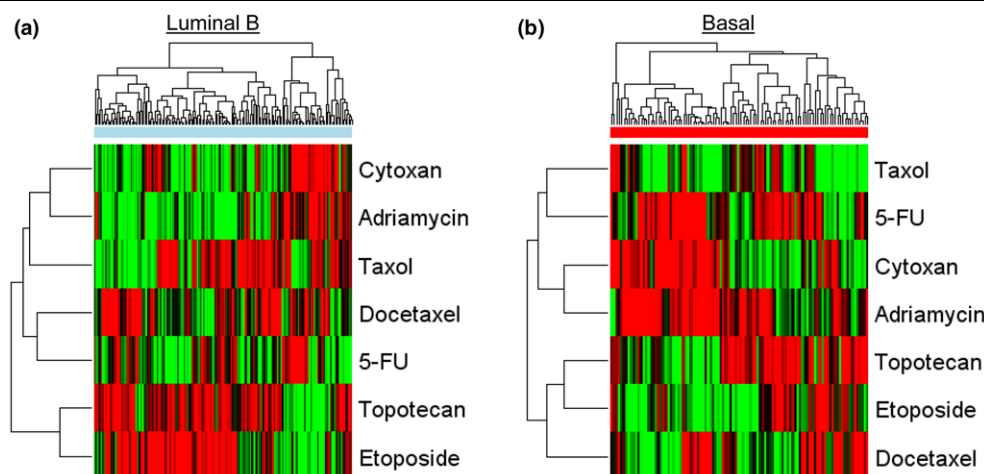 (a)
Luminal B
Cytoxan
Adriamycin
Taxol
Docetaxel
5-FU
Topotecan
Etoposide
(b)
Basal
Taxol
5-FU
Cytoxan
Adriamycin
Topotecan
Etoposide
Docetaxel